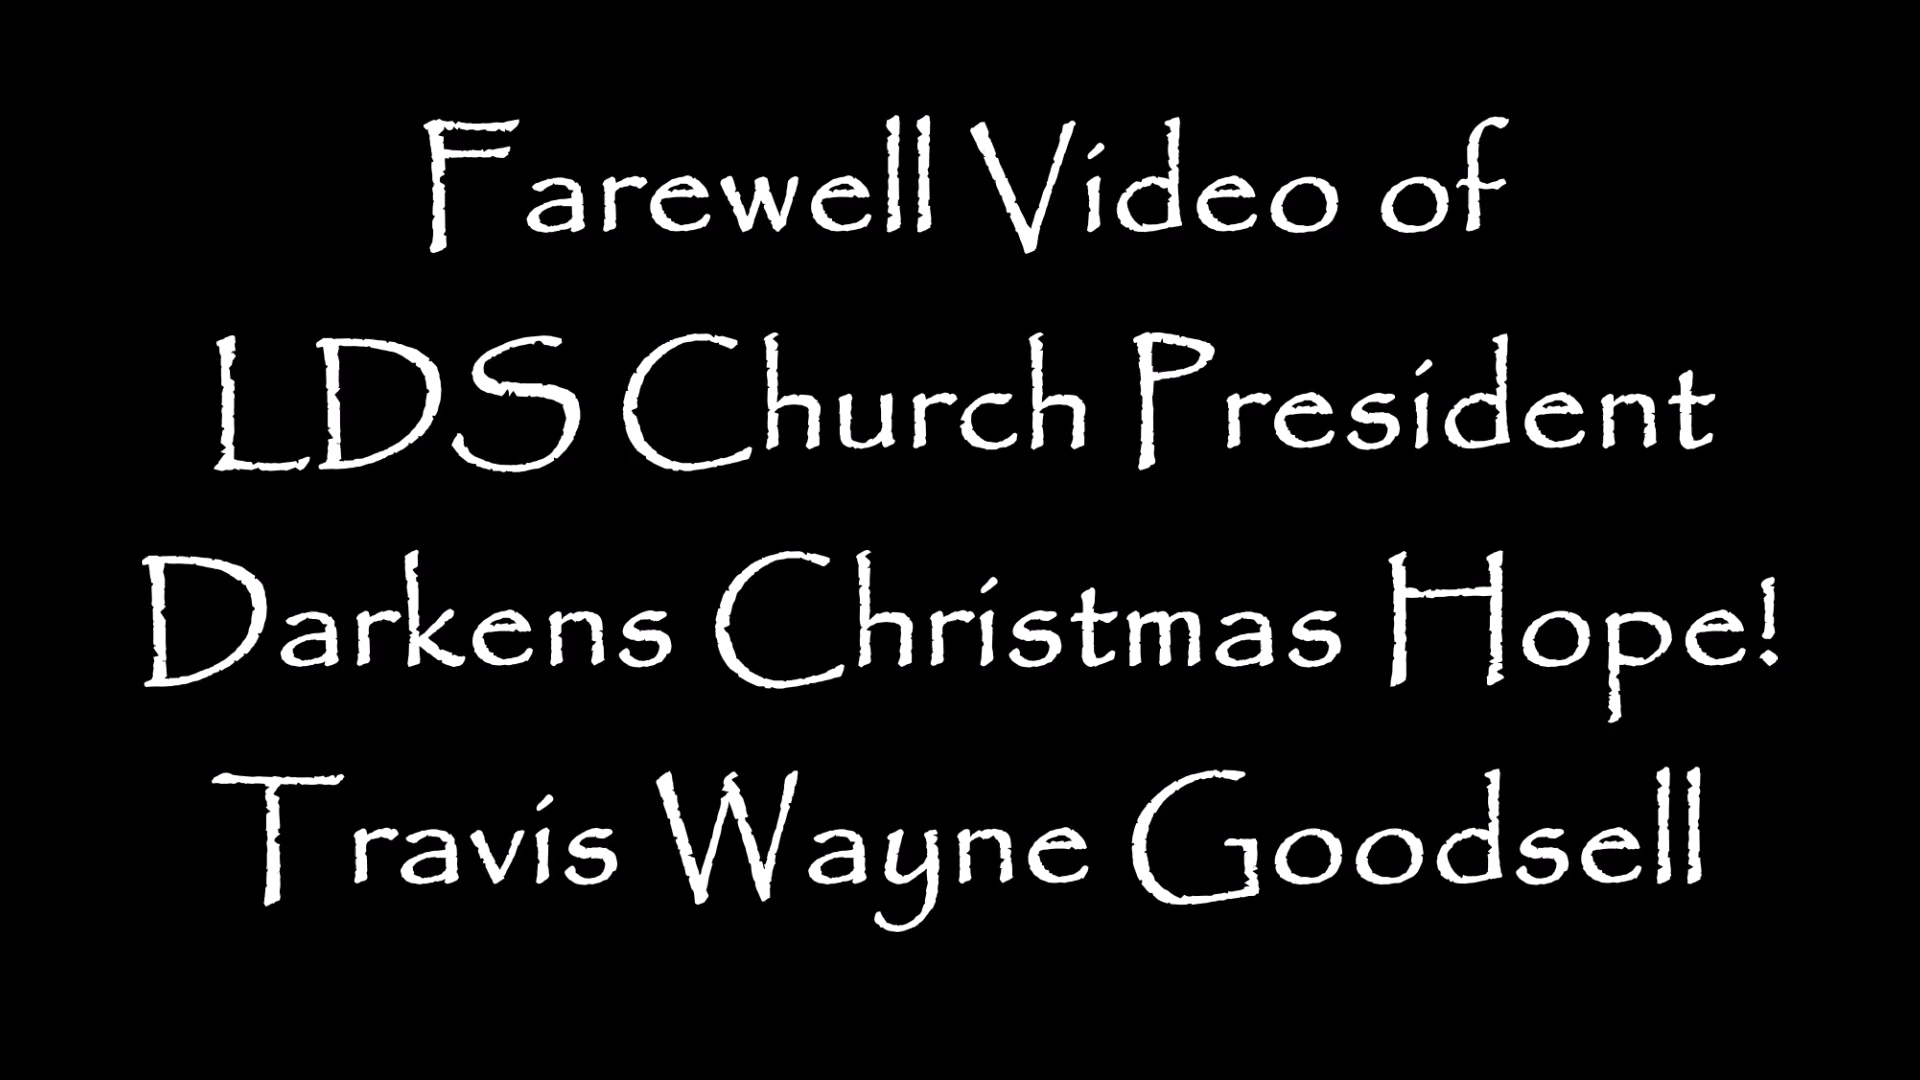 Farewell Video of
LDS Church President
Darkens Christmas Hope!
Travis Wayne Goodsell